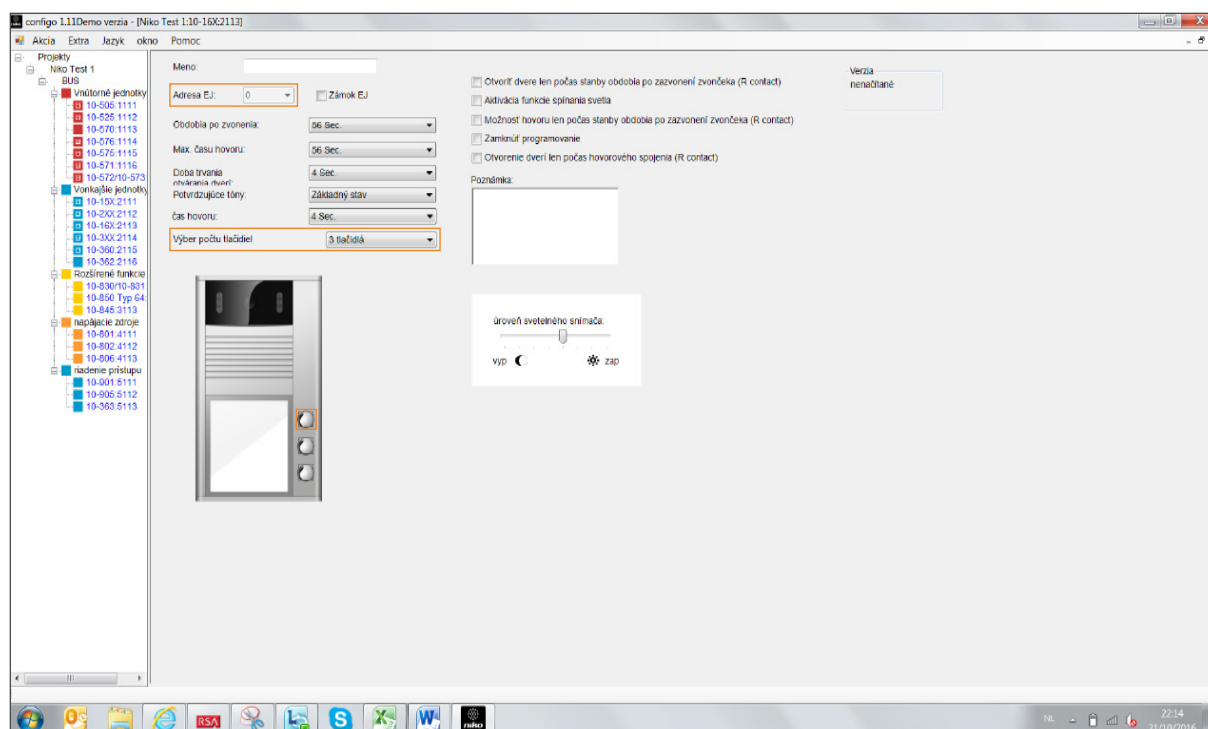 configo 1.11Demo verzia - [Niko Test 1:10-16X:2113]
Akcia Extra Jazyk okno Pomoc
Projekty
Niko Test 1
BUS
Vnútorné jednotky
10-505:1111
10-525:1112
10-570:1113
10-576:1114
10-575:1115
10-571:1116
10-572/10-573
Vonkajšie jednotky
10-15X:2111
10-2XX:2112
10-16X:2113
10-3XX:2114
10-360:2115
10-362:2116
Rozšírené funkcie
10-830/10-831
10-850 Typ 64:
10-845:3113
napájacie zdroje
10-801:4111
10-802:4112
10-806:4113
riadenie prístupu
10-901:5111
10-905:5112
10-363:5113
Meno:
Adresa EJ: 0 Zámok EJ
Obdobia po zvonenia: 56 Sec.
Max. času hovoru: 56 Sec.
Doba trvania 4 Sec.
otvárania dverí:
Potvrdzujúce tóny: Základný stav
čas hovoru: 4 Sec.
Výber počtu tlačidiel 3 tlačidlá
Otvoriť dvere len počas stanby obdobia po zazvonení zvončeka (R contact)
Aktivácia funkcie spínania svetla
Možnosť hovoru len počas stanby obdobia po zazvonení zvončeka (R contact)
Zamknúť programovanie
Otvorenie dverí len počas hovorového spojenia (R contact)
Poznámka:
úroveň svetelného snímača:
vyp zap
Verzia
nenačítané
RSA
niko
NL
22:14
21/10/2016